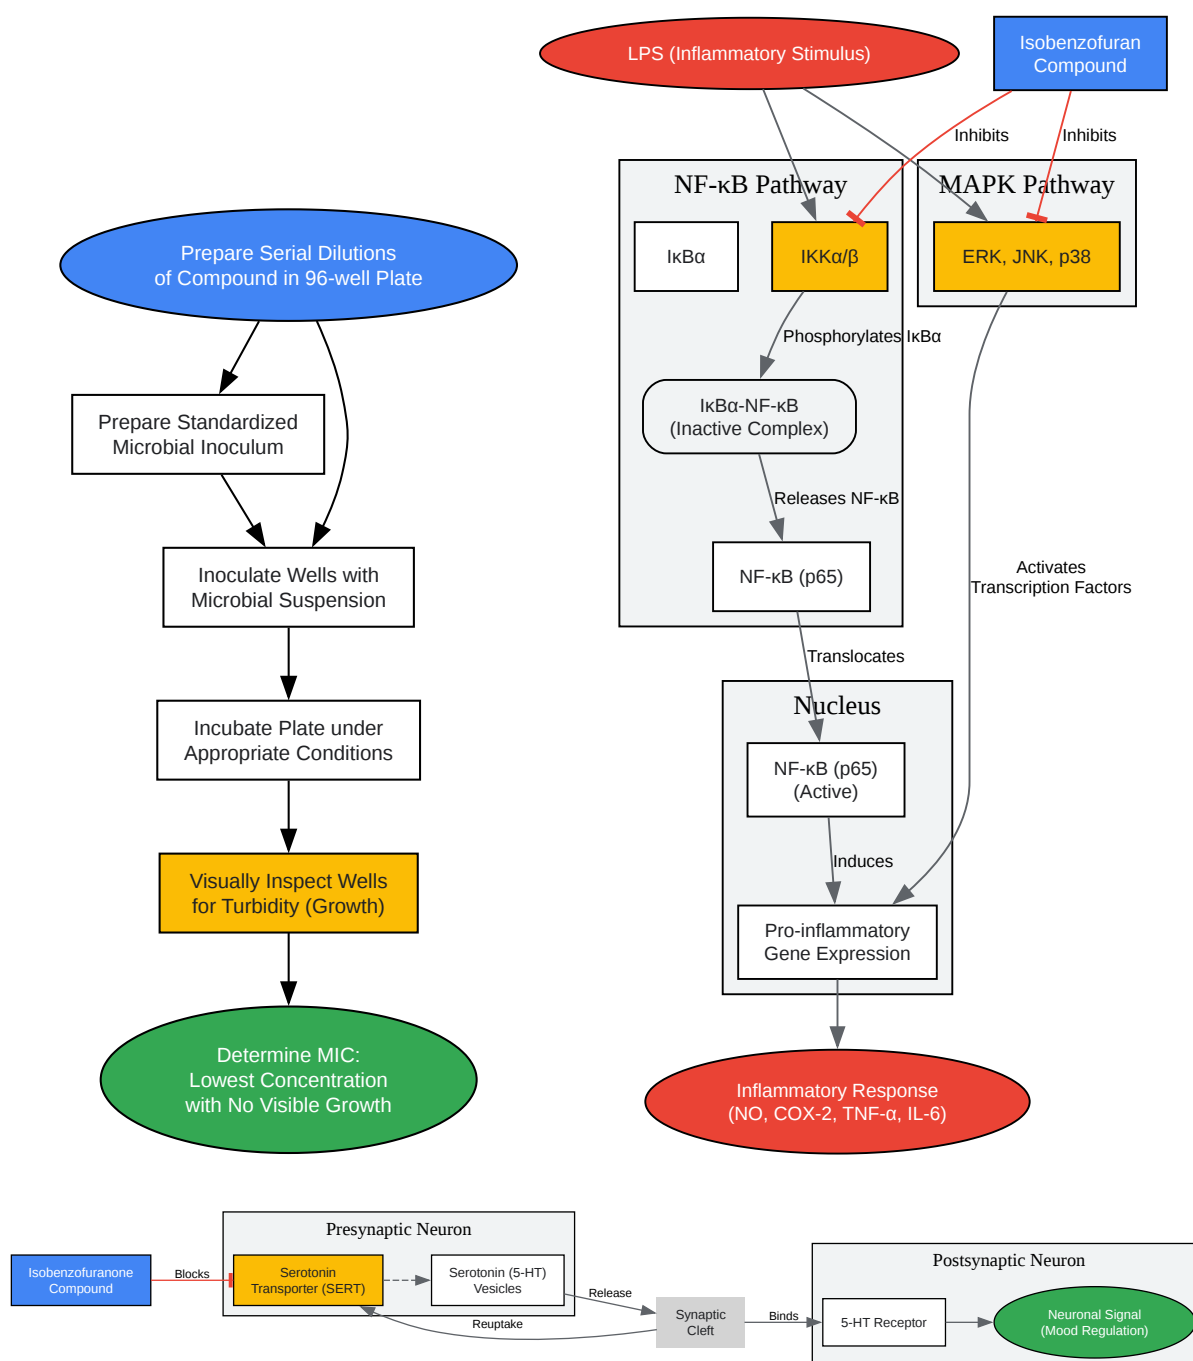 Prepare Serial Dilutions
of Compound in 96-well Plate
Prepare Standardized
Microbial Inoculum
Inoculate Wells with
Microbial Suspension
Incubate Plate under
Appropriate Conditions
Visually Inspect Wells
for Turbidity (Growth)
Determine MIC:
Lowest Concentration
with No Visible Growth
LPS (Inflammatory Stimulus)
Isobenzofuran
Compound
Inhibits
Inhibits
NF-κB Pathway
MAPK Pathway
IκBα
IKKα/β
ERK, JNK, p38
Phosphorylates IκBα
IκBα-NF-κB
(Inactive Complex)
Releases NF-κB
NF-κB (p65)
Activates
Transcription Factors
Translocates
Nucleus
NF-κB (p65)
(Active)
Induces
Pro-inflammatory
Gene Expression
Inflammatory Response
(NO, COX-2, TNF-α, IL-6)
Presynaptic Neuron
Isobenzofuranone
Compound
Blocks
Serotonin
Transporter (SERT)
Serotonin (5-HT)
Vesicles
Release
Reuptake
Synaptic
Cleft
Binds
Postsynaptic Neuron
5-HT Receptor
Neuronal Signal
(Mood Regulation)